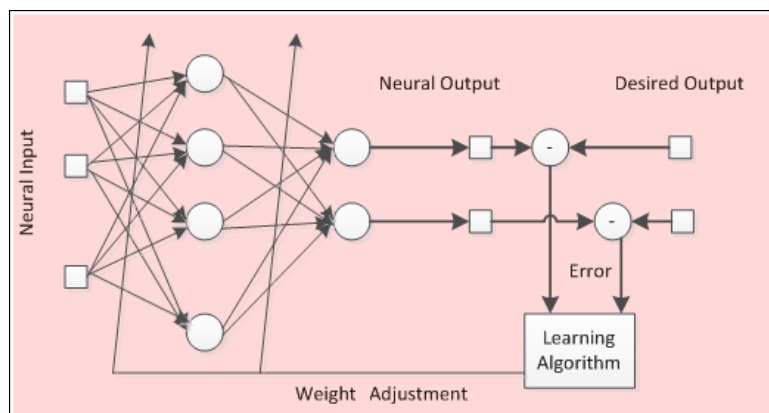 Neural Input
Neural Output
Desired Output
-
-
Error
Learning
Algorithm
Weight Adjustment